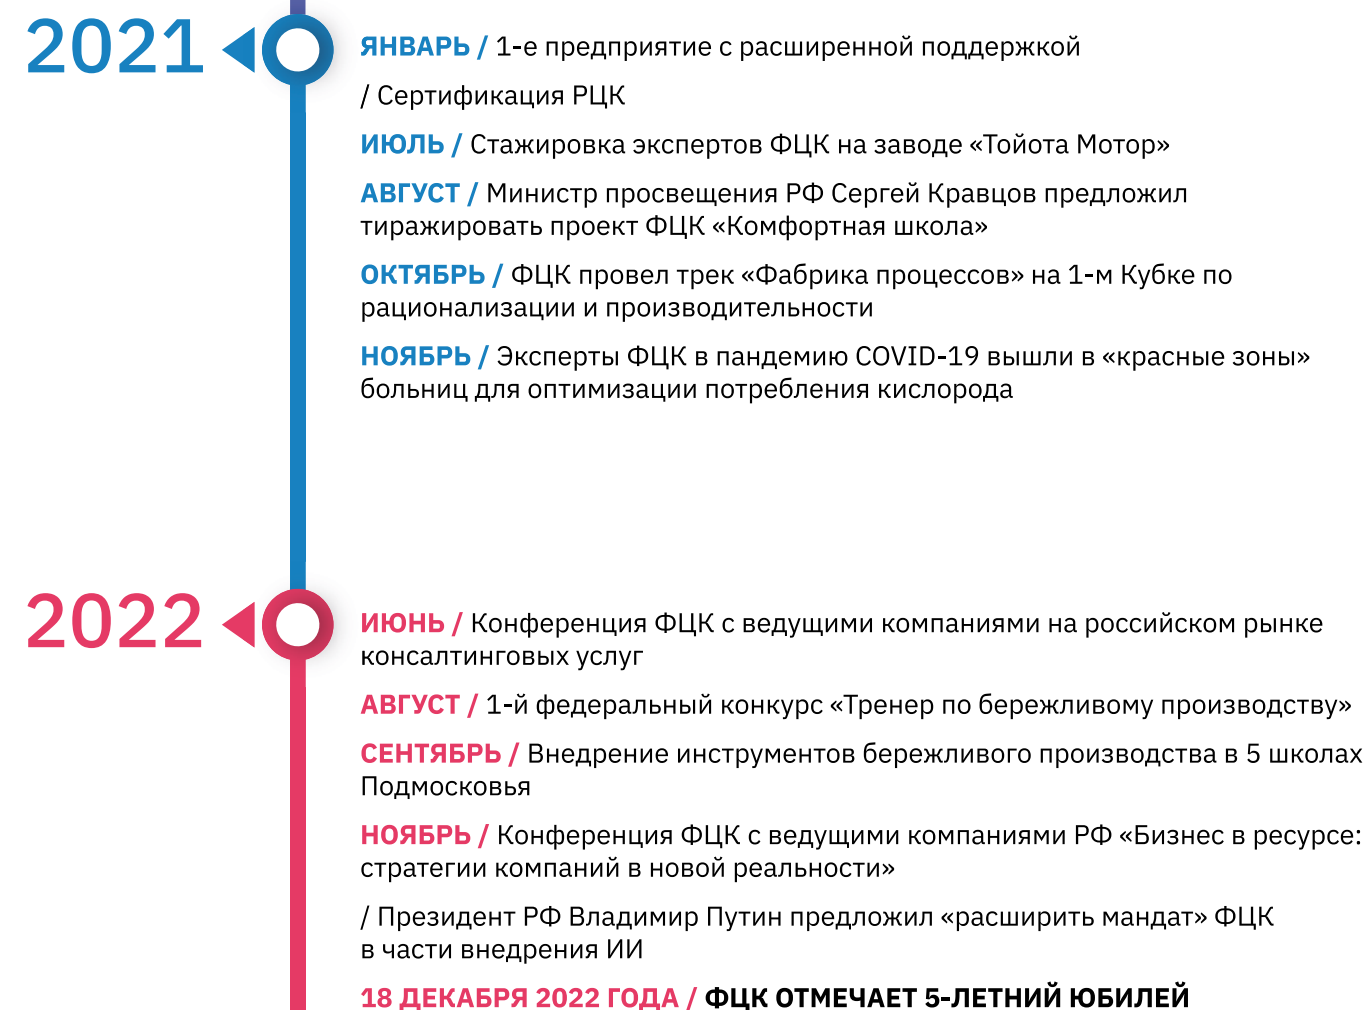 2021
ЯНВАРЬ / 1-е предприятие с расширенной поддержкой
/ Сертификация РЦК
ИЮЛЬ / Стажировка экспертов ФЦК на заводе «Тойота Мотор»
АВГУСТ / Министр просвещения РФ Сергей Кравцов предложил
тиражировать проект ФЦК «Комфортная школа»
ОКТЯБРЬ / ФЦК провел трек «Фабрика процессов» на 1-м Кубке по
рационализации и производительности
НОЯБРЬ / Эксперты ФЦК в пандемию COVID-19 вышли в «красные зоны»
больниц для оптимизации потребления кислорода
2022
ИЮНЬ / Конференция ФЦК с ведущими компаниями на российском рынке
консалтинговых услуг
АВГУСТ / 1-й федеральный конкурс «Тренер по бережливому производству»
СЕНТЯБРЬ / Внедрение инструментов бережливого производства в 5 школах
Подмосковья
НОЯБРЬ / Конференция ФЦК с ведущими компаниями РФ «Бизнес в ресурсе:
стратегии компаний в новой реальности»
/ Президент РФ Владимир Путин предложил «расширить мандат» ФЦК
в части внедрения ИИ
18 ДЕКАБРЯ 2022 ГОДА / ФЦК ОТМЕЧАЕТ 5-ЛЕТНИЙ ЮБИЛЕЙ